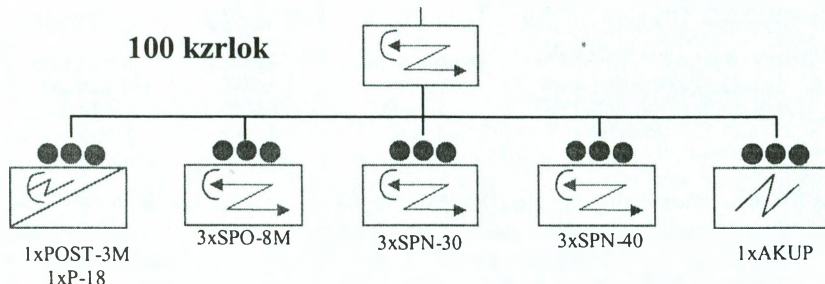 100 kzrlok
1xPOST-3M
1xP-18
3xSPO-8M
3xSPN-30
3xSPN-40
1xAKUP